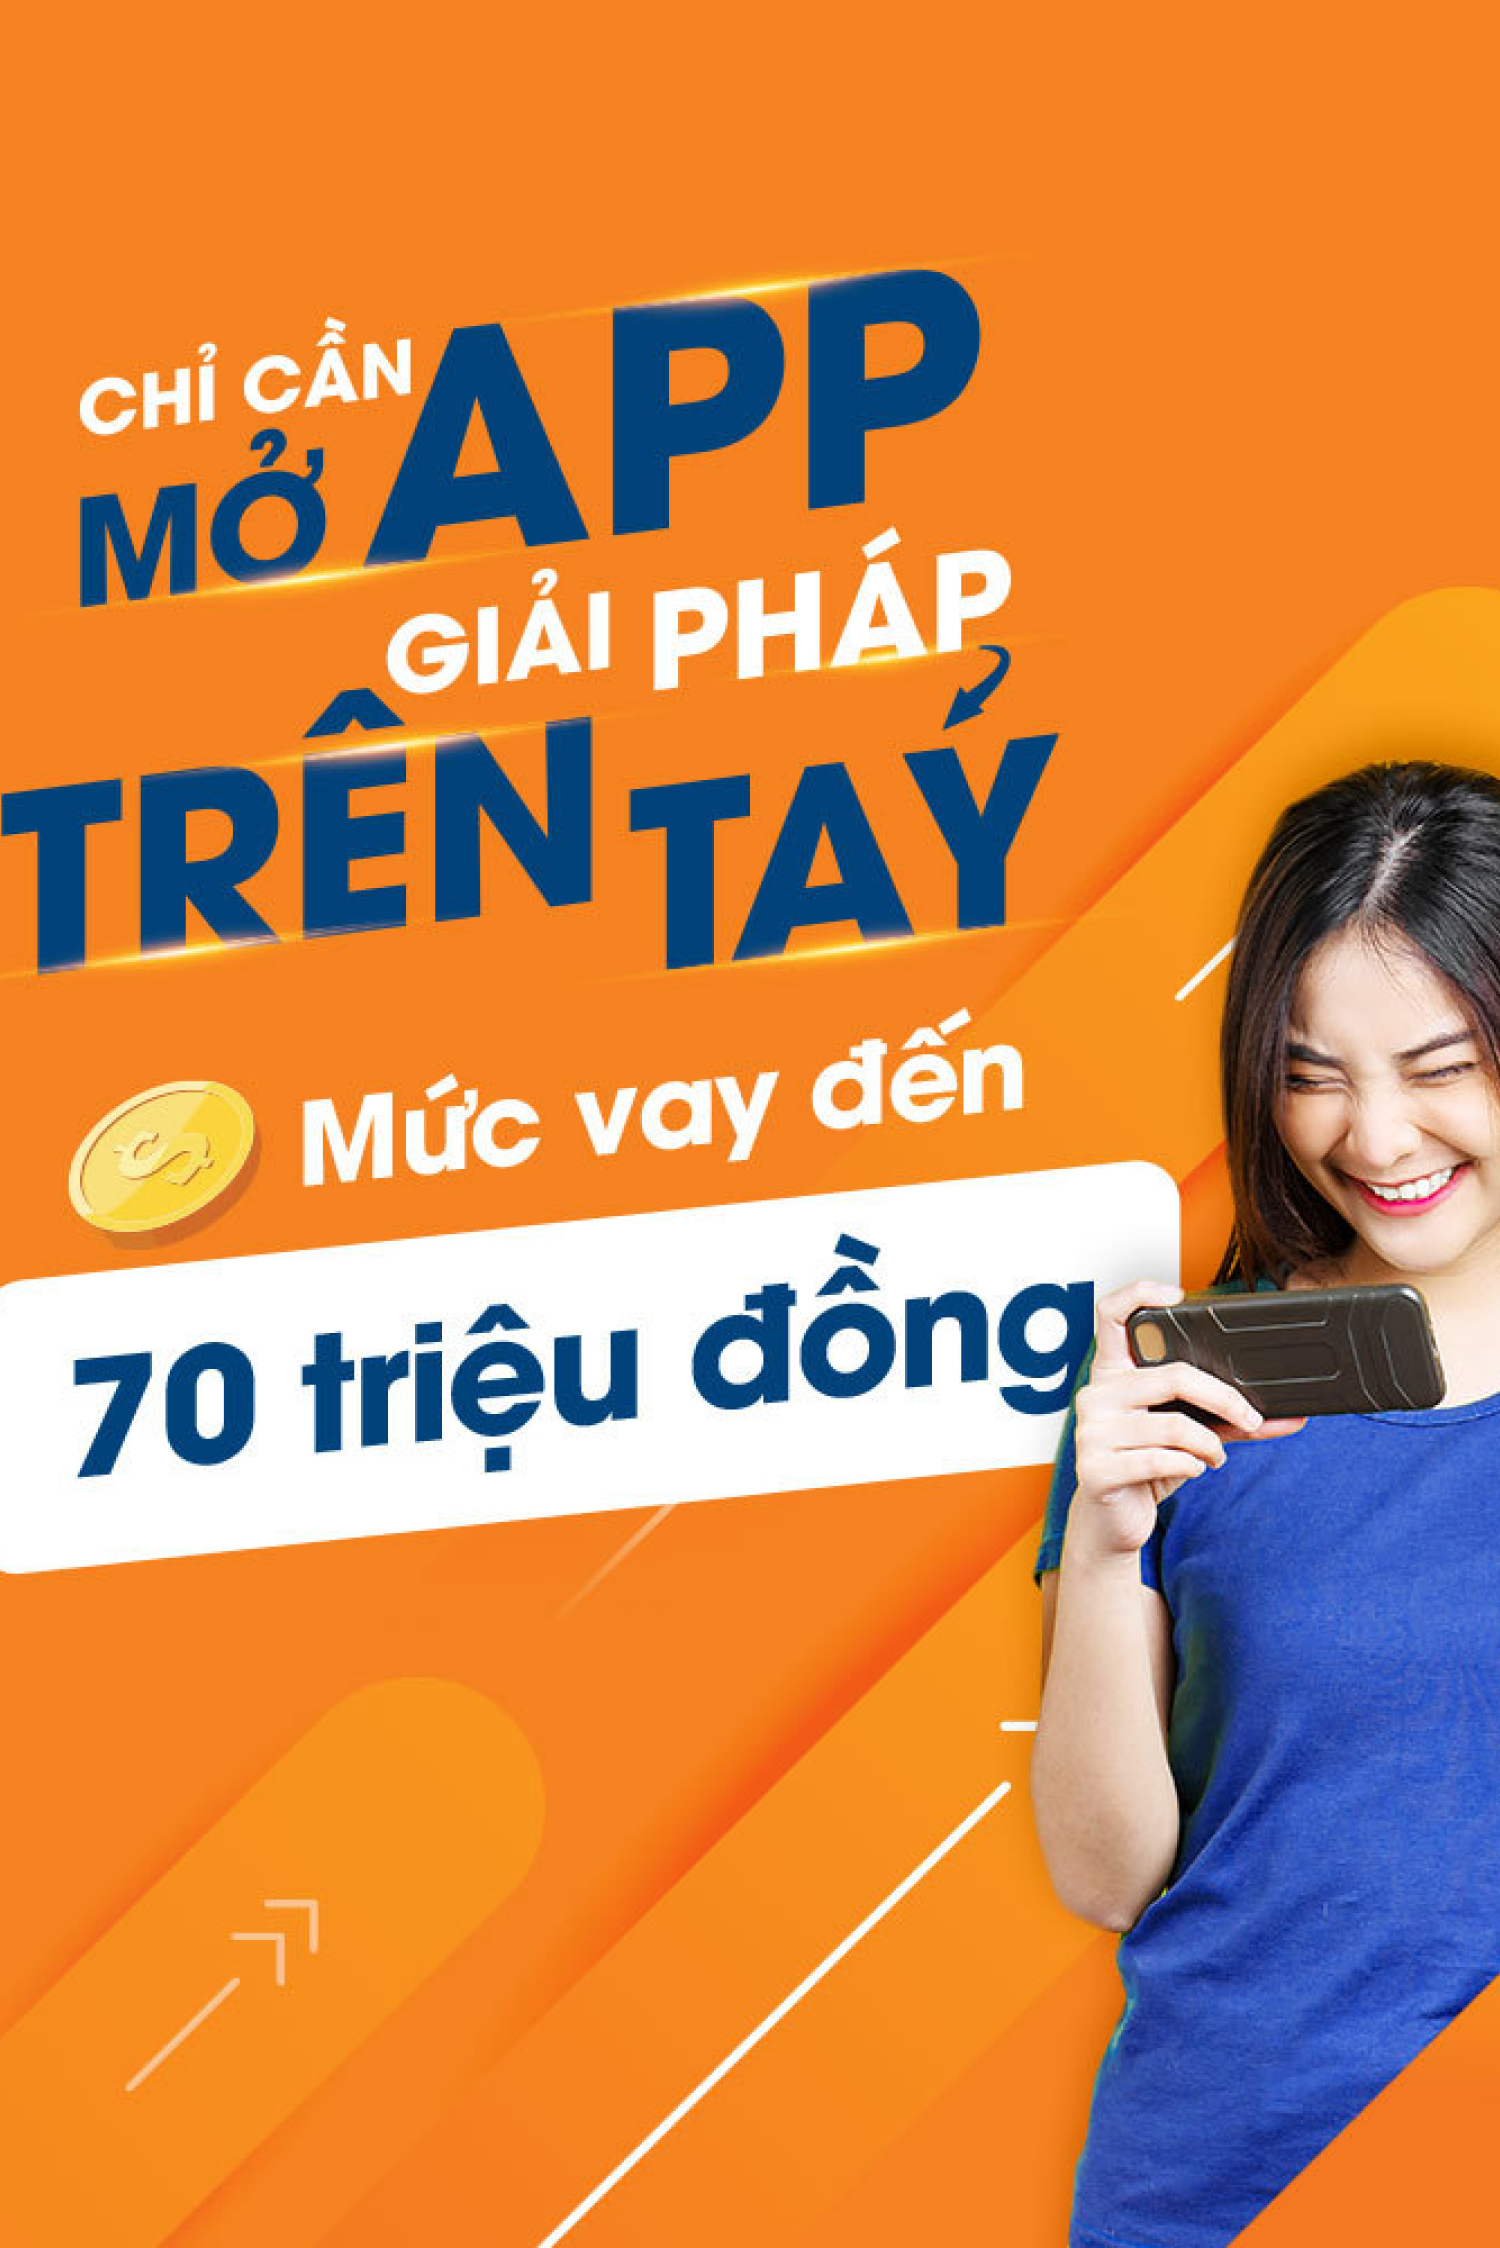 CHỈ CẦN
MỞ APP
GIẢI PHÁP
TRÊN TAY
Mức vay đến
70 triệu đồng